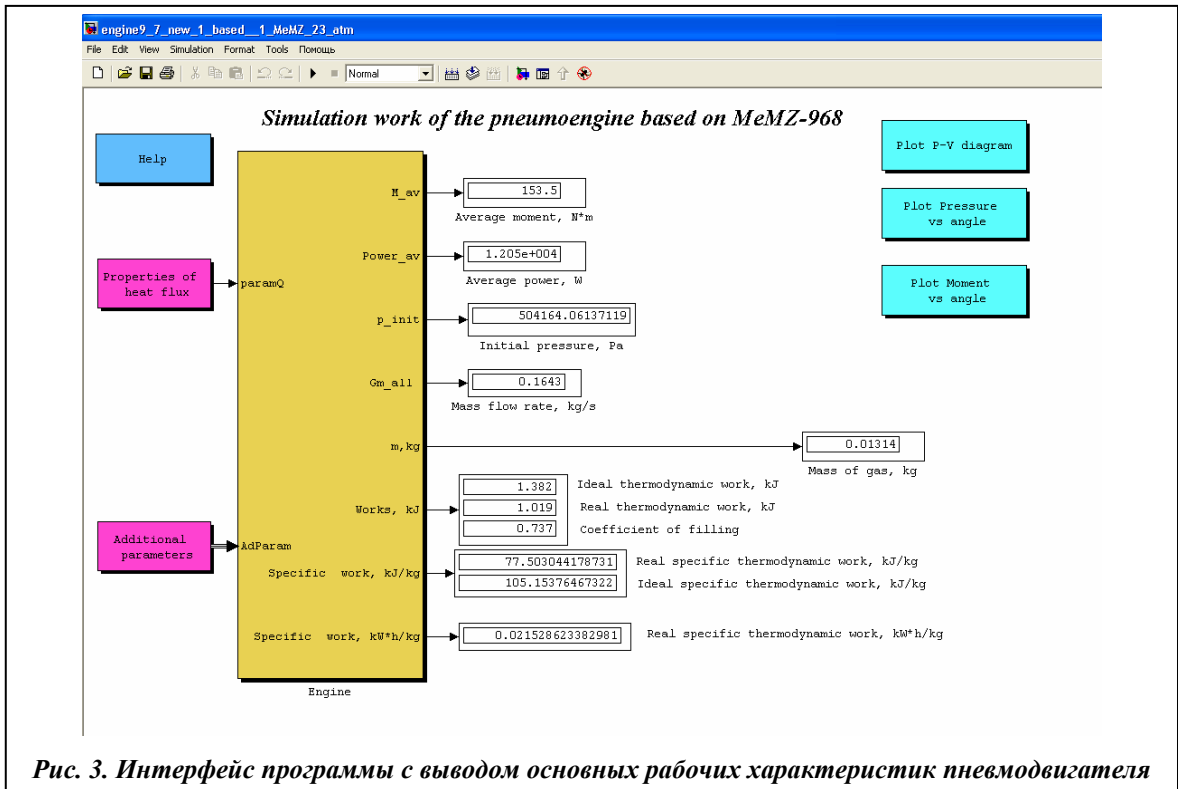 engine9_7_new_1_based__1_MeMZ_23_atm
File Edit View Simulation Format Tools Помощь
Normal
Simulation work of the pneumoengine based on MeMZ-968
Help
Plot P-V diagram
Plot Pressure
vs angle
Plot Moment
vs angle
Properties of
heat flux
Additional
parameters
paramQ
AdParam
M_av
153.5
Average moment, N*m
Power_av
1.205e+004
Average power, W
p_init
504164.06137119
Initial pressure, Pa
Gm_all
0.1643
Mass flow rate, kg/s
m,kg
0.01314
Mass of gas, kg
Works, kJ
1.382 Ideal thermodynamic work, kJ
1.019 Real thermodynamic work, kJ
0.737 Coefficient of filling
Specific work, kJ/kg
77.503044178731 Real specific thermodynamic work, kJ/kg
105.15376467322 Ideal specific thermodynamic work, kJ/kg
Specific work, kW*h/kg
0.021528623382981 Real specific thermodynamic work, kW*h/kg
Engine
Рис. 3. Интерфейс программы с выводом основных рабочих характеристик пневмодвигателя